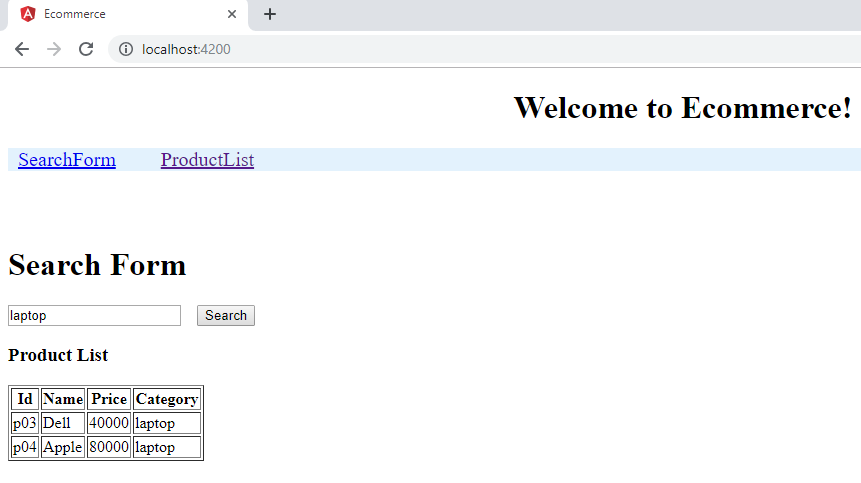 Ecommerce
localhost:4200
Welcome to Ecommerce!
SearchForm ProductList
Search Form
laptop Search
Product List
Id Name Price Category
p03 Dell 40000 laptop
p04 Apple 80000 laptop